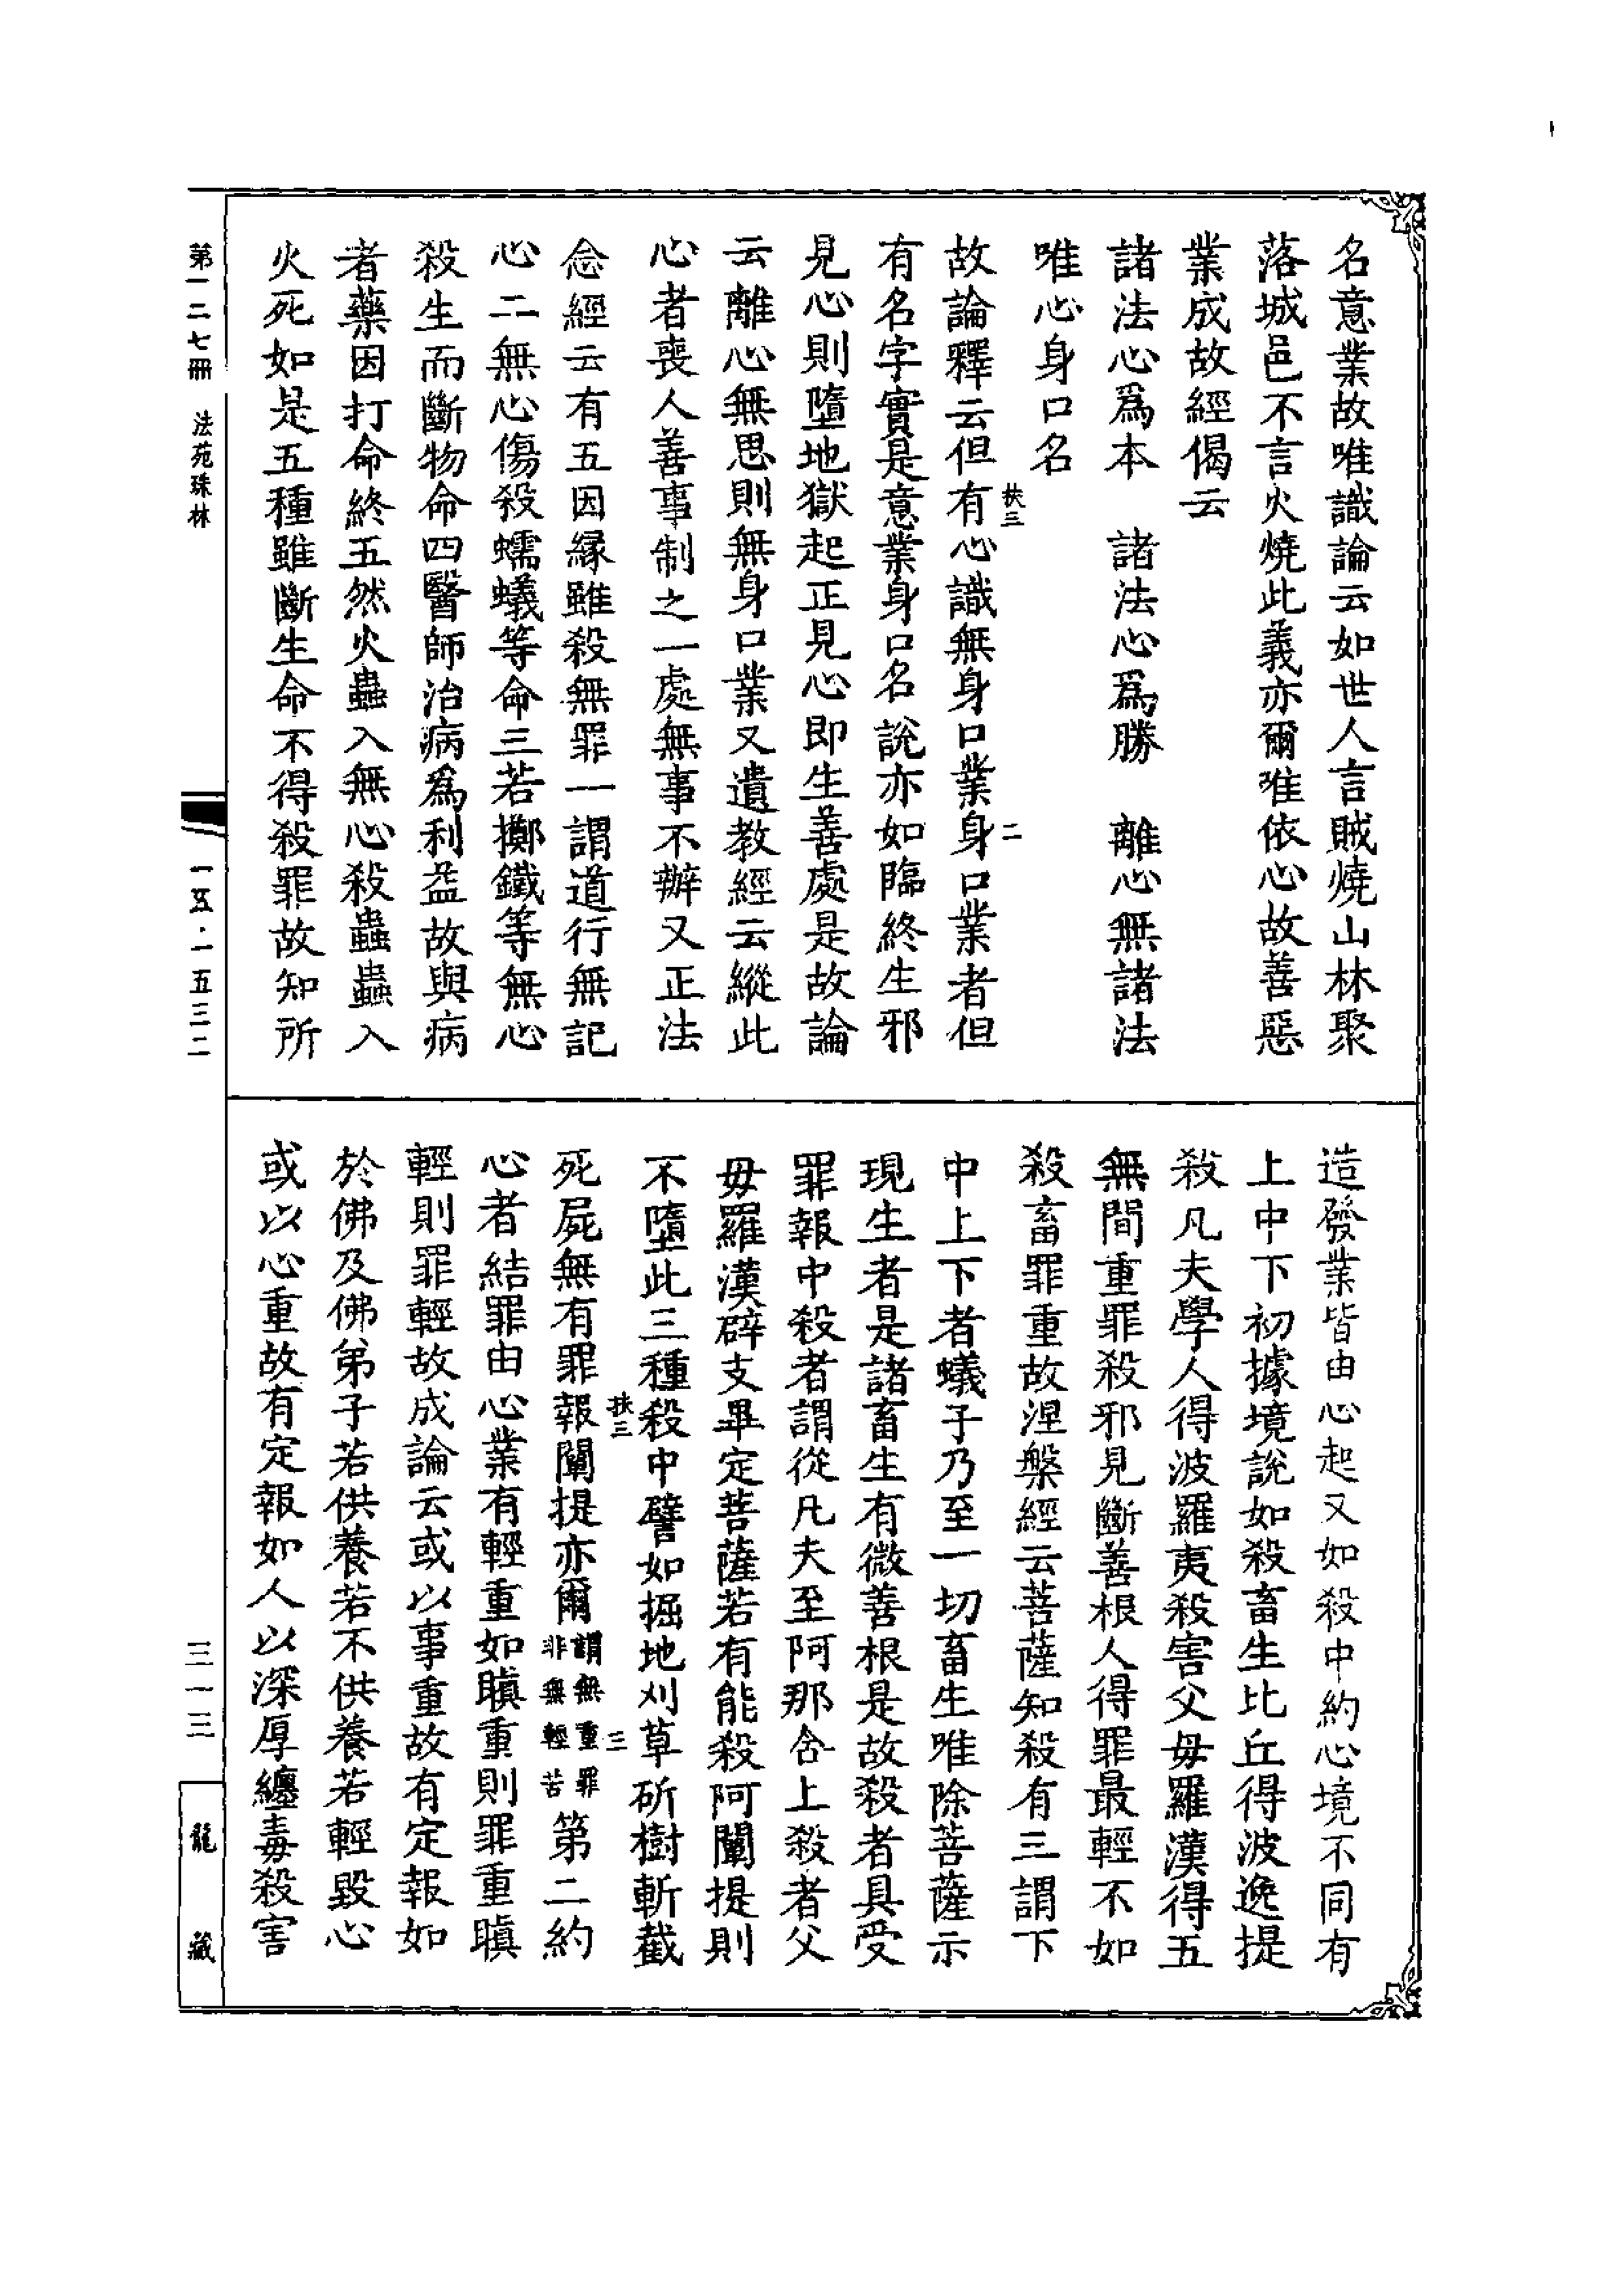 名意業故唯識論云如世人言賊燒山林聚
落城邑不言火燒此義亦爾唯依心故善惡
業成故經偈云
諸法心爲本　諸法心爲勝　離心無諸法
唯心身口名
故論釋云但有心識無身口業身口業者但
扶三　二
有名字實是意業身口名說亦如臨終生邪
見心則墮地獄起正見心即生善處是故論
云離心無思則無身口業又遺教經云縱此
心者喪人善事制之一處無事不辦又正法
念經云有五因緣雖殺無罪一謂道行無記
心二無心傷殺蠕蟻等命三若擲鐵等無心
殺生而斷物命四醫師治病爲利益故與病
者藥因打命終五然火蟲入無心殺蟲蟲入
火死如是五種雖斷生命不得殺罪故知所
造發業皆由心起又如殺中約心境不同有
上中下初據境說如殺畜生比丘得波逸提
殺凡夫學人得波羅夷殺害父母羅漢得五
無間重罪殺邪見斷善根人得罪最輕不如
殺畜罪重故涅槃經云菩薩知殺有三謂下
中上下者蟻子乃至一切畜生唯除菩薩示
現生者是諸畜生有微善根是故殺者具受
罪報中殺者謂從凡夫至阿那含上殺者父
母羅漢辟支畢定菩薩若有能殺阿闡提則
不墮此三種殺中譬如掘地刈草斫樹斬截
扶三　三
死屍無有罪報闡提亦爾謂無重罪非無輕苦第二約
心者結罪由心業有輕重如瞋重則罪重瞋
輕則罪輕故成論云或以事重故有定報如
於佛及佛弟子若供養若不供養若輕毀心
或以心重故有定報如人以深厚纏毒殺害
第一二七冊　法苑珠林
一五·一五三二
三一三
龍藏